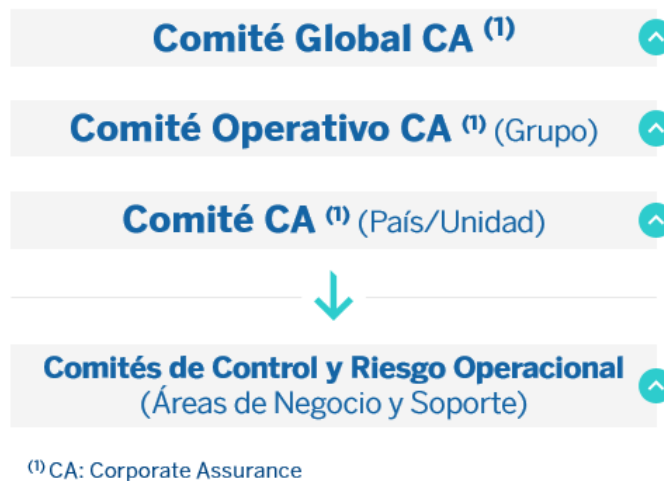 Comité Global CA (1)
Comité Operativo CA (1) (Grupo)
Comité CA (1) (País/Unidad)
Comités de Control y Riesgo Operacional
(Áreas de Negocio y Soporte)
(1) CA: Corporate Assurance